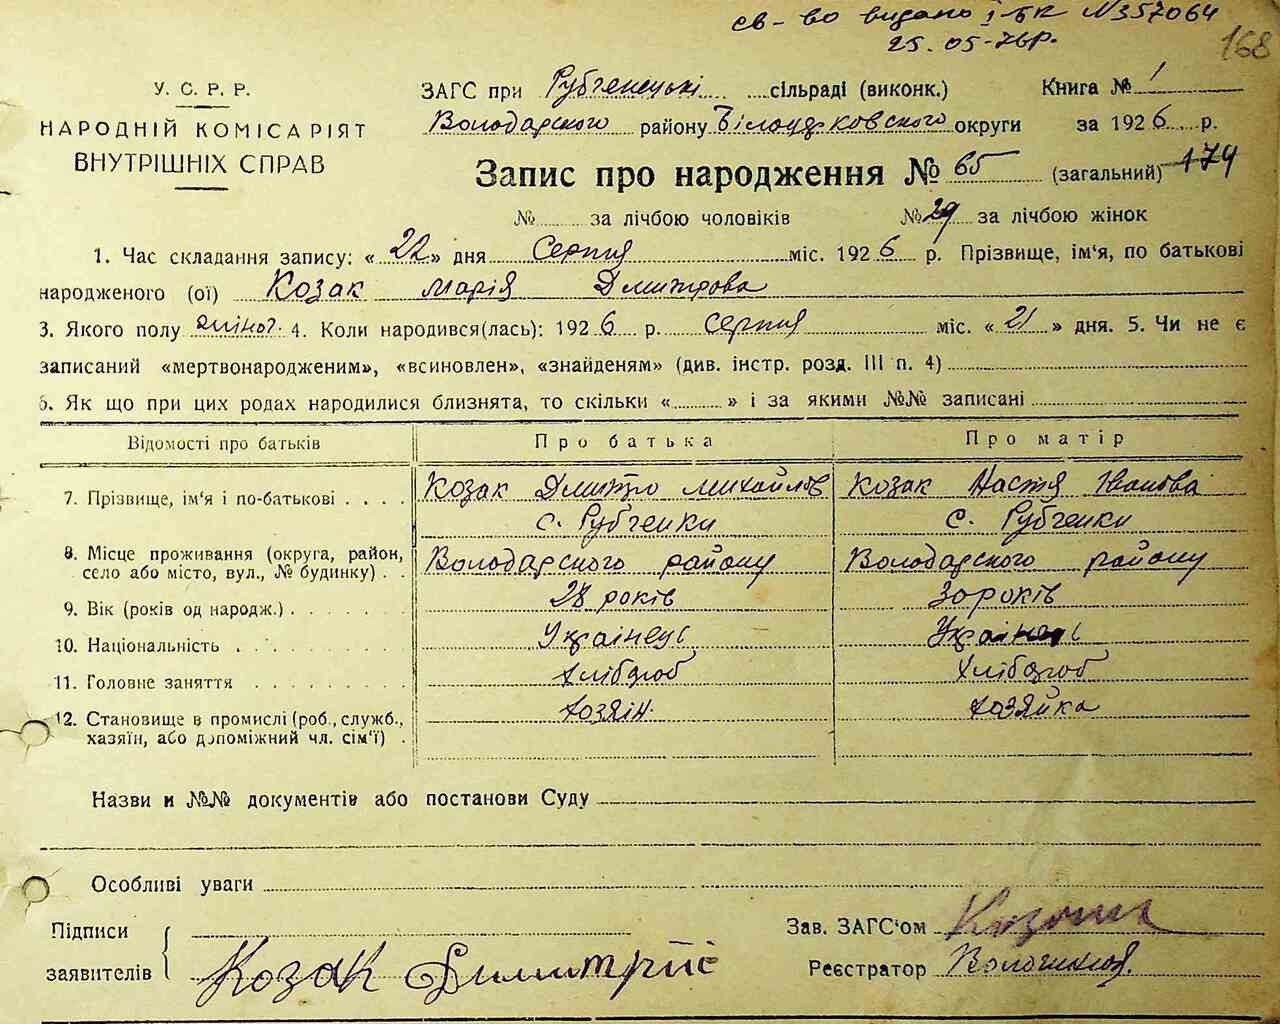 св-во видано І-БК №357064
25.05-76р.
168
У. С. Р. Р.
НАРОДНІЙ КОМІСАРІЯТ
ВНУТРІШНІХ СПРАВ
ЗАГС при Рубченецькі сільраді (виконк.) Книга № 1
Володарского району Білоцерковского округи за 1926 р.
Запис про народження № 65 (загальний) 174
№ за лічбою чоловіків № 29 за лічбою жінок
1. Час складання запису: « 22 » дня Серпня міс. 1926 р. Прізвище, ім'я, по батькові
народженого (ої) Козак Марія Дмитрова
3. Якого полу жіноч. 4. Коли народився(лась): 1926 р. серпня міс. « 21 » дня. 5. Чи не є
записаний «мертвонародженим», «всиновлен», «знайденям» (див. інстр. розд. III п. 4)
6. Як що при цих родах народилися близнята, то скільки « » і за якими №№ записані
Відомості про батьків Про батька Про матір
7. Прізвище, ім'я і по-батькові . . . . Козак Дмитро Михайлов Козак Настя Іванова
с. Рубченки с. Рубченки
8. Місце проживання (округа, район, село або місто, вул., № будинку) . . Володарского району Володарского району
9. Вік (років од народж.) 28 років 30 років
10. Національність Українець Українець
11. Головне заняття Хлібороб Хлібороб
12. Становище в промислі (роб., служб., хазяїн, або допоміжний чл. сім'ї) . хозяін хозяйка
Назви и №№ документів або постанови Суду
Особливі уваги
Підписи заявителів Козак Димитріє
Зав. ЗАГС'ом
Реєстратор